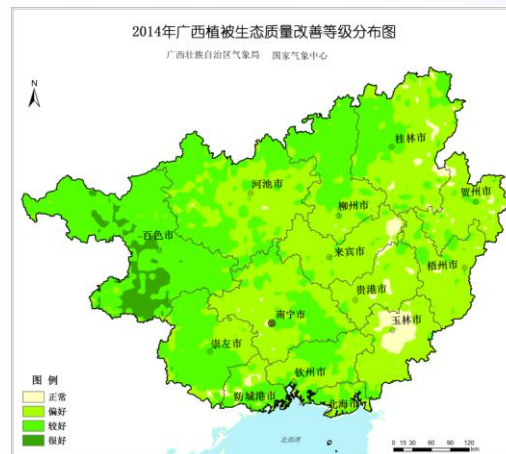 2014年广西植被生态质量改善等级分布图
广西壮族自治区气象局 国家气象中心
N
桂林市
河池市
贺州市
柳州市
百色市
来宾市
梧州市
贵港市
南宁市
玉林市
崇左市
钦州市
防城港市
北海市
图 例
正常
偏好
较好
很好
北部湾
0 15 30 60 90 120
km